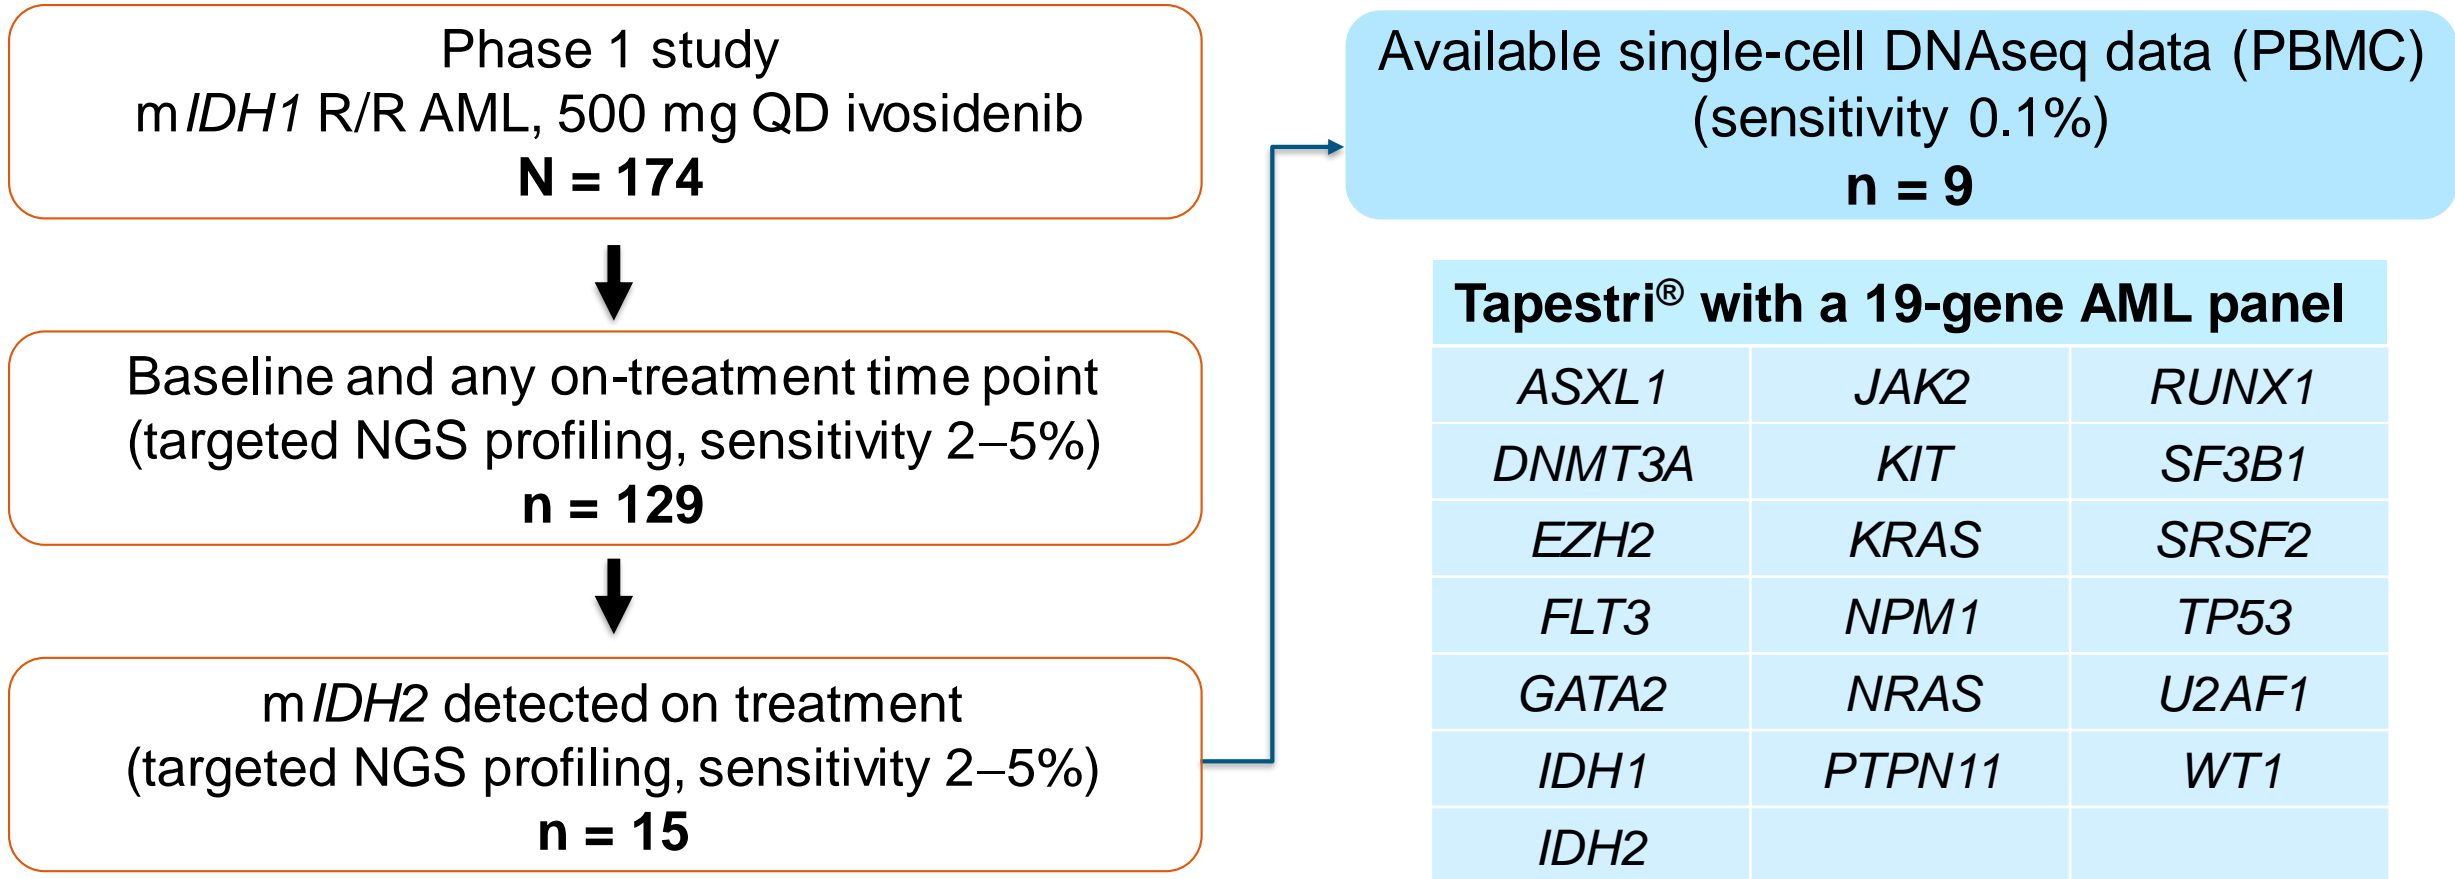 Phase 1 study
mIDH1 R/R AML, 500 mg QD ivosidenib
N = 174
Baseline and any on-treatment time point
(targeted NGS profiling, sensitivity 2–5%)
n = 129
mIDH2 detected on treatment
(targeted NGS profiling, sensitivity 2–5%)
n = 15
Available single-cell DNAseq data (PBMC)
(sensitivity 0.1%)
n = 9
Tapestri® with a 19-gene AML panel
ASXL1 JAK2 RUNX1
DNMT3A KIT SF3B1
EZH2 KRAS SRSF2
FLT3 NPM1 TP53
GATA2 NRAS U2AF1
IDH1 PTPN11 WT1
IDH2